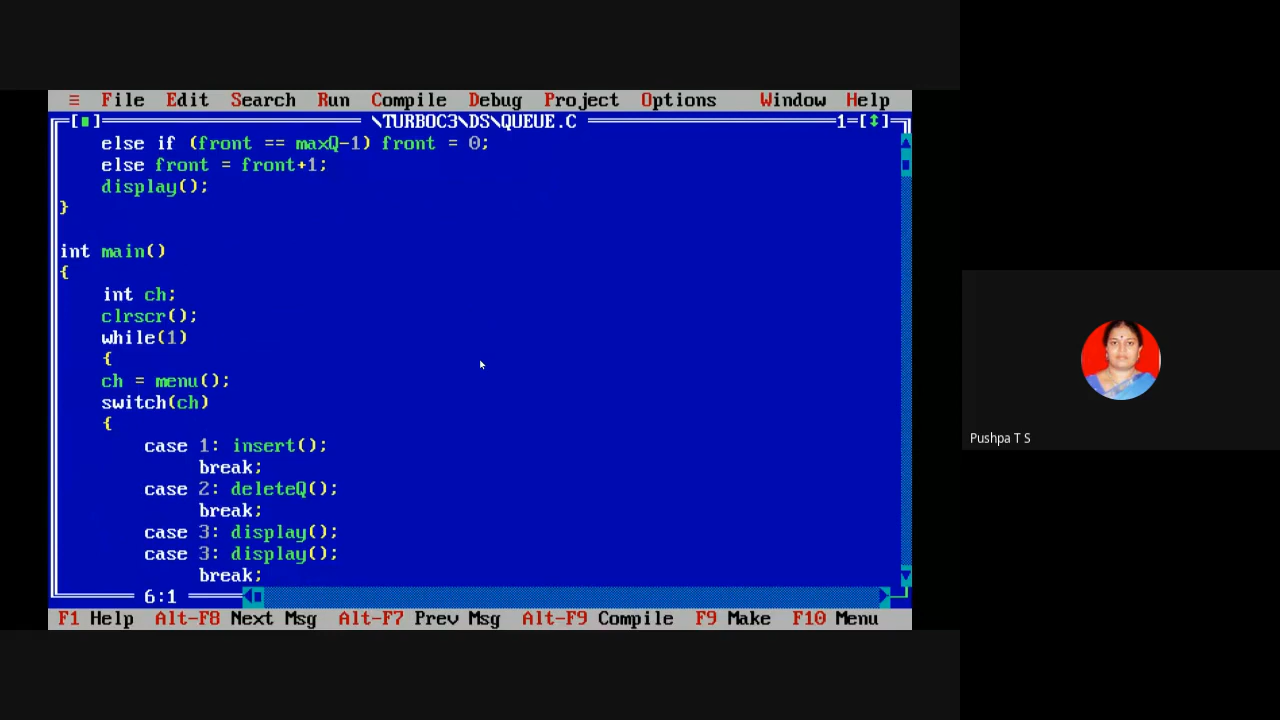 ≡ File Edit Search Run Compile Debug Project Options Window Help
[■] \TURBOC3\DS\QUEUE.C 1=[↕]
else if (front == maxQ-1) front = 0;
else front = front+1;
display();
}
int main()
{
int ch;
clrscr();
while(1)
{
ch = menu();
switch(ch)
{
case 1: insert();
break;
case 2: deleteQ();
break;
case 3: display();
case 3: display();
break;
6:1
F1 Help Alt-F8 Next Msg Alt-F7 Prev Msg Alt-F9 Compile F9 Make F10 Menu
Pushpa T S